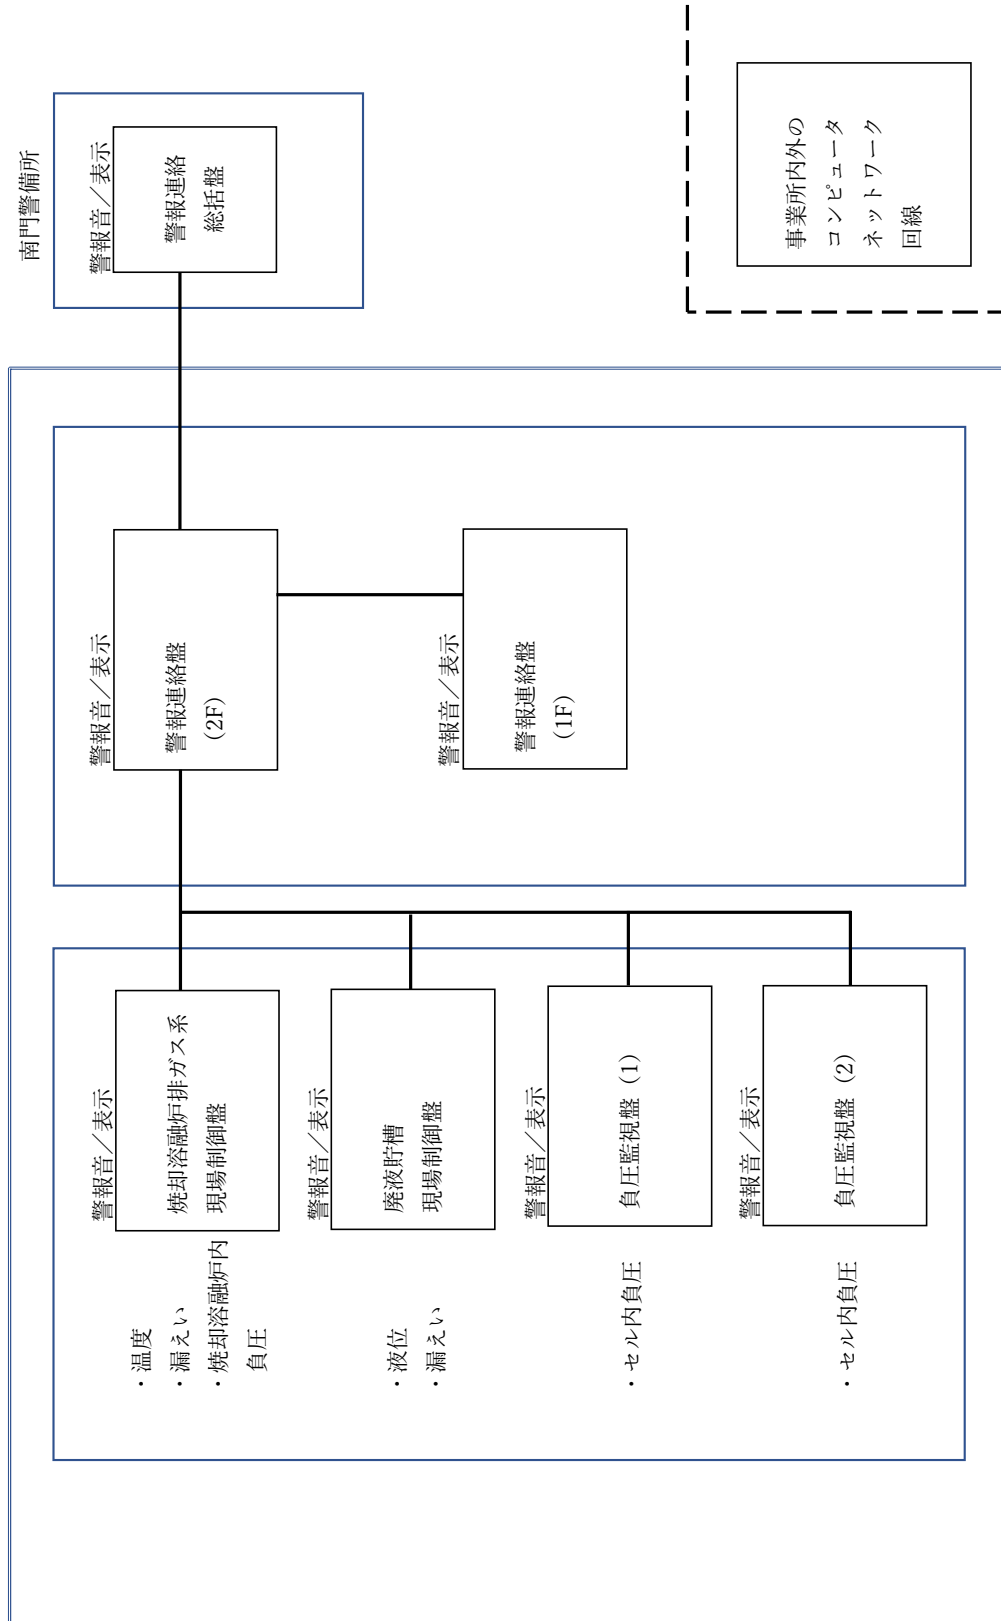 ・温度
・漏えい
・焼却溶融炉内
負圧
警報音／表示
焼却溶融炉排ガス系
現場制御盤
・液位
・漏えい
警報音／表示
廃液貯槽
現場制御盤
・セル内負圧
警報音／表示
負圧監視盤（1）
・セル内負圧
警報音／表示
負圧監視盤（2）
警報音／表示
警報連絡盤
（2F）
警報音／表示
警報連絡盤
（1F）
南門警備所
警報音／表示
警報連絡
総括盤
事業所内外の
コンピュータ
ネットワーク
回線